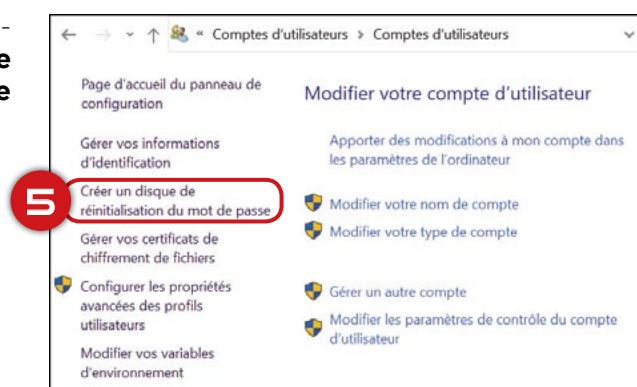 -
e
e
« Comptes d'utilisateurs > Comptes d'utilisateurs
Page d'accueil du panneau de
configuration
Gérer vos informations
d'identification
5
Créer un disque de
réinitialisation du mot de passe
Gérer vos certificats de
chiffrement de fichiers
Configurer les propriétés
avancées des profils
utilisateurs
Modifier vos variables
d'environnement
Modifier votre compte d'utilisateur
Apporter des modifications à mon compte dans
les paramètres de l'ordinateur
Modifier votre nom de compte
Modifier votre type de compte
Gérer un autre compte
Modifier les paramètres de contrôle du compte
d'utilisateur